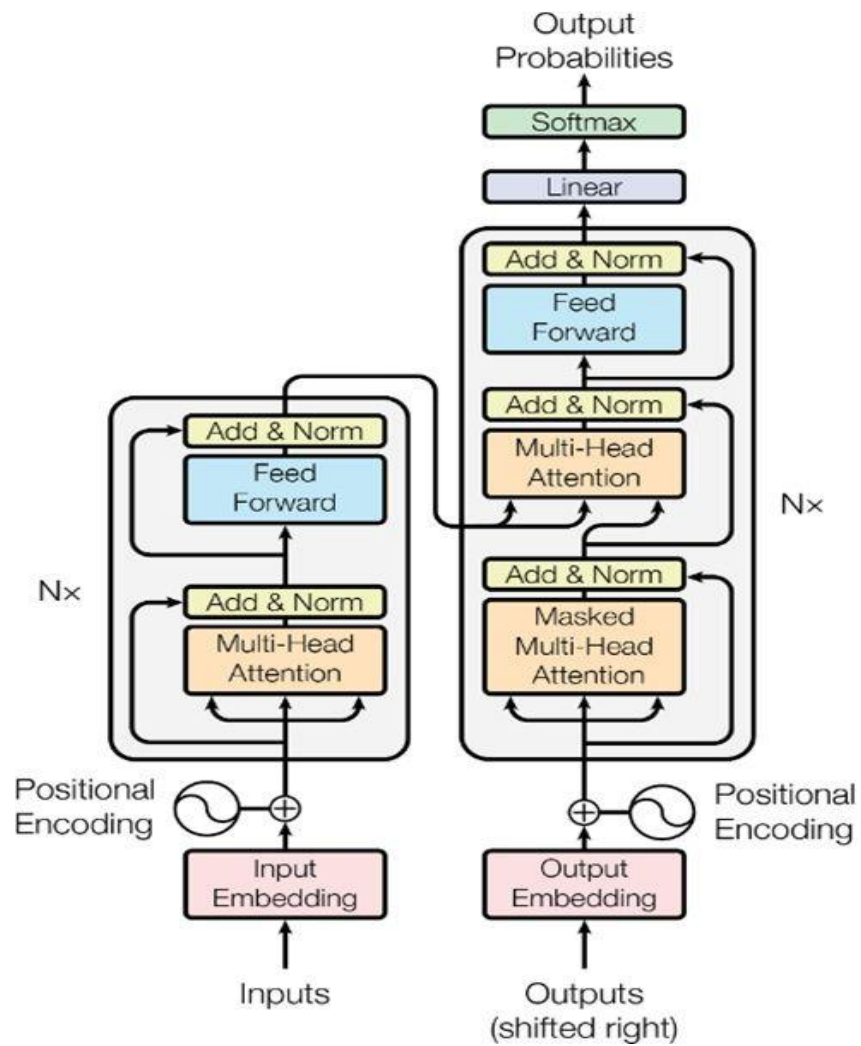 Output
Probabilities
Softmax
Linear
Add & Norm
Feed
Forward
Add & Norm
Multi-Head
Attention
Nx
Add & Norm
Masked
Multi-Head
Attention
Add & Norm
Feed
Forward
Nx
Add & Norm
Multi-Head
Attention
Positional
Encoding
Positional
Encoding
Input
Embedding
Output
Embedding
Inputs
Outputs
(shifted right)